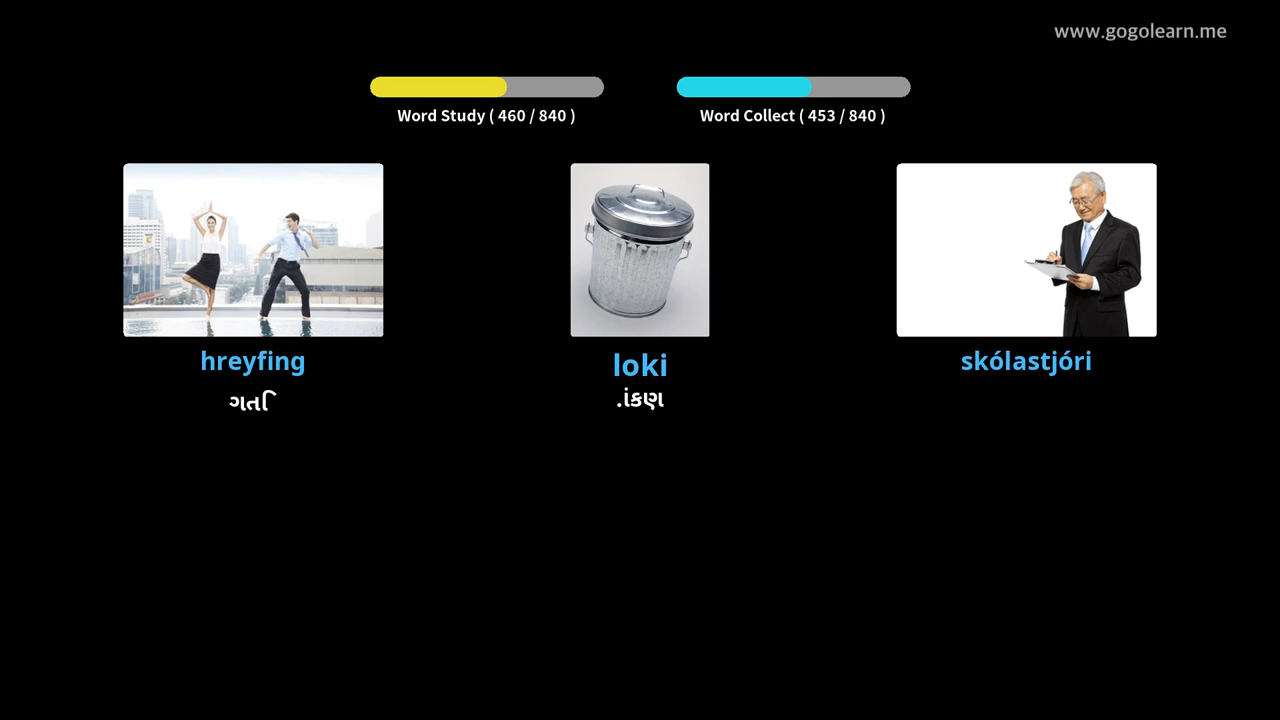 www.gogolearn.me
Word Study ( 460 / 840 )
Word Collect ( 453 / 840 )
hreyfing
loki
skólastjóri
ગતિ
.ાંકણ